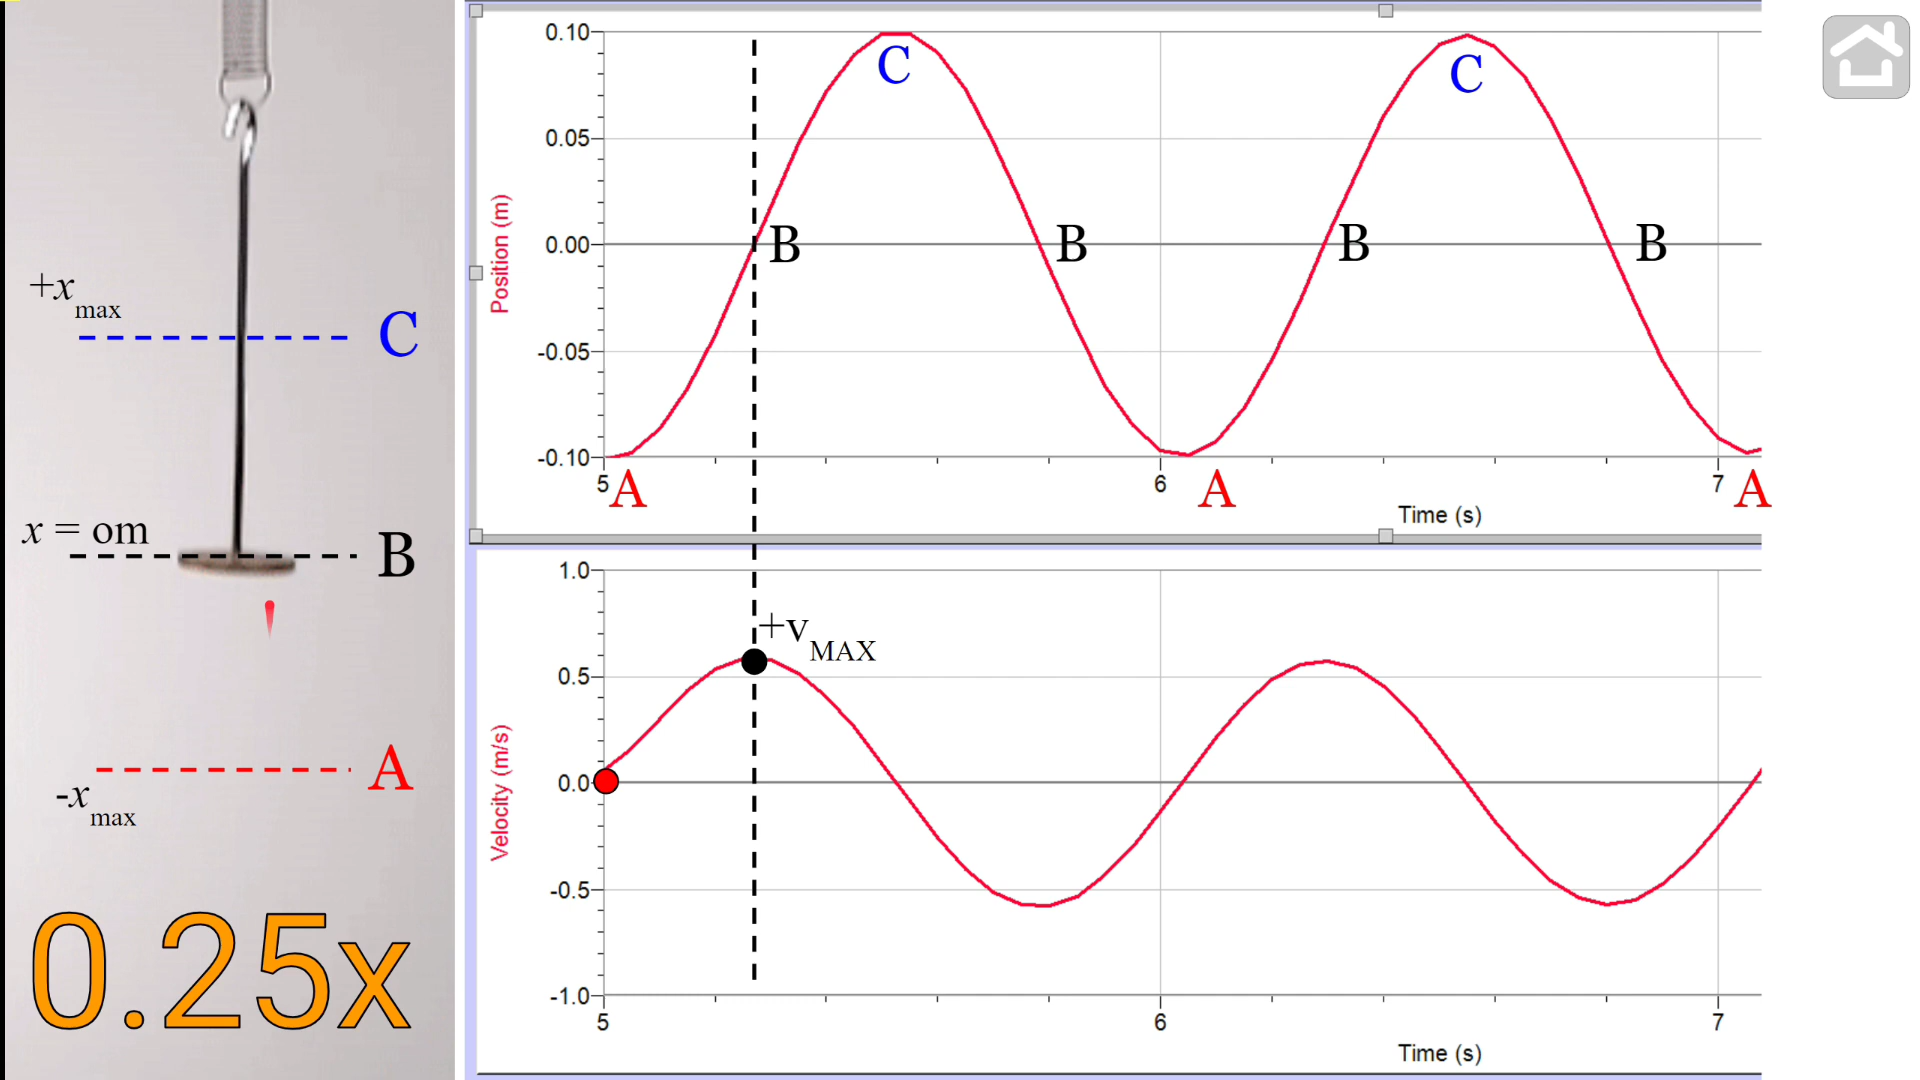 +x max
C
x = 0m
B
A
-x max
0.25x
0.10
0.05
0.00
-0.05
-0.10
Position (m)
C
C
B
B
B
B
5
6
7
A
A
A
Time (s)
1.0
0.5
0.0
-0.5
-1.0
Velocity (m/s)
+v MAX
5
6
7
Time (s)